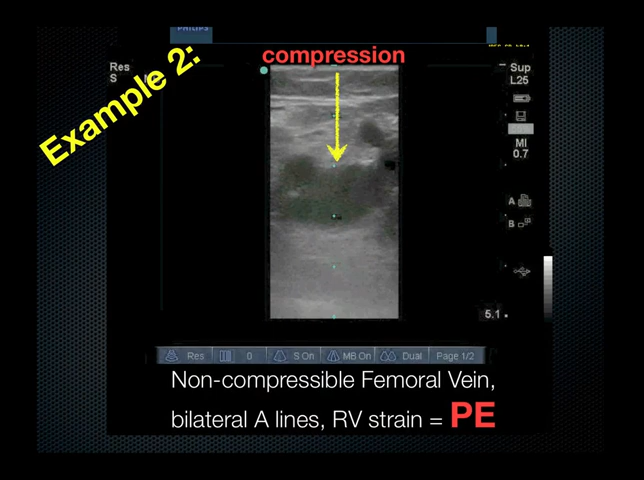 PHILIPS
Example 2:
compression
Res
S
Sup
L25
MI
0.7
A
B
5.1
Res 0 S On MB On Dual Page 1/2
Non-compressible Femoral Vein,
bilateral A lines, RV strain = PE